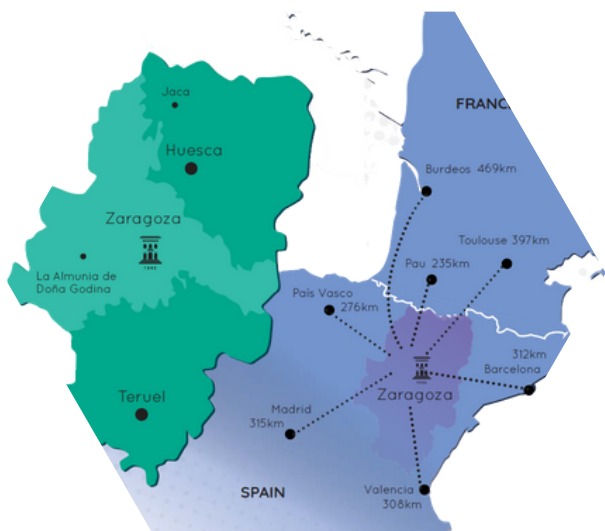 Jaca
Huesca
Zaragoza
La Almunia de
Doña Godina
Teruel
FRANC
Burdeos 469km
Toulouse 397km
Pau 235km
País Vasco
276km
312km
Barcelona
Zaragoza
Madrid
315km
Valencia
308km
SPAIN